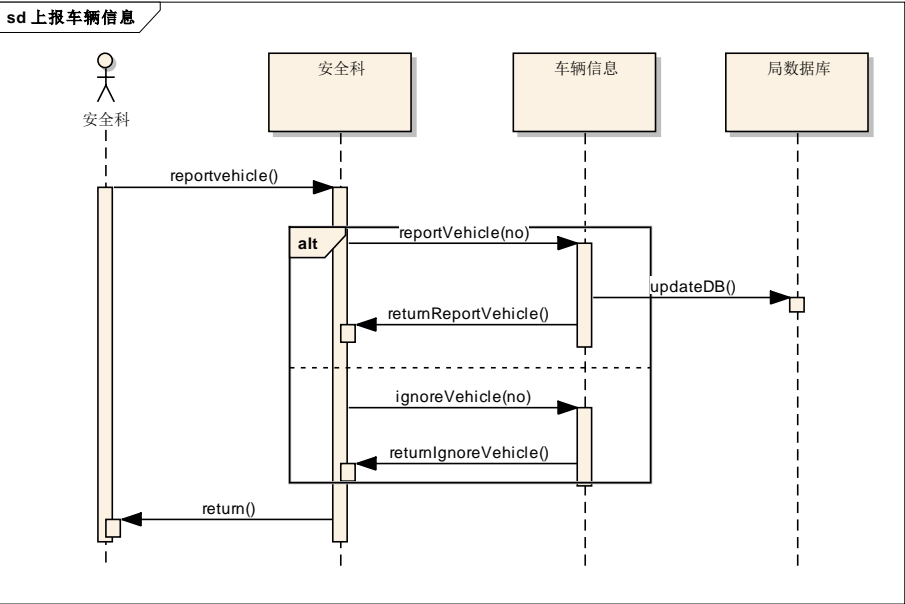 sd 上报车辆信息
安全科
车辆信息
局数据库
安全科
reportvehicle()
alt
reportVehicle(no)
updateDB()
returnReportVehicle()
ignoreVehicle(no)
returnIgnoreVehicle()
return()